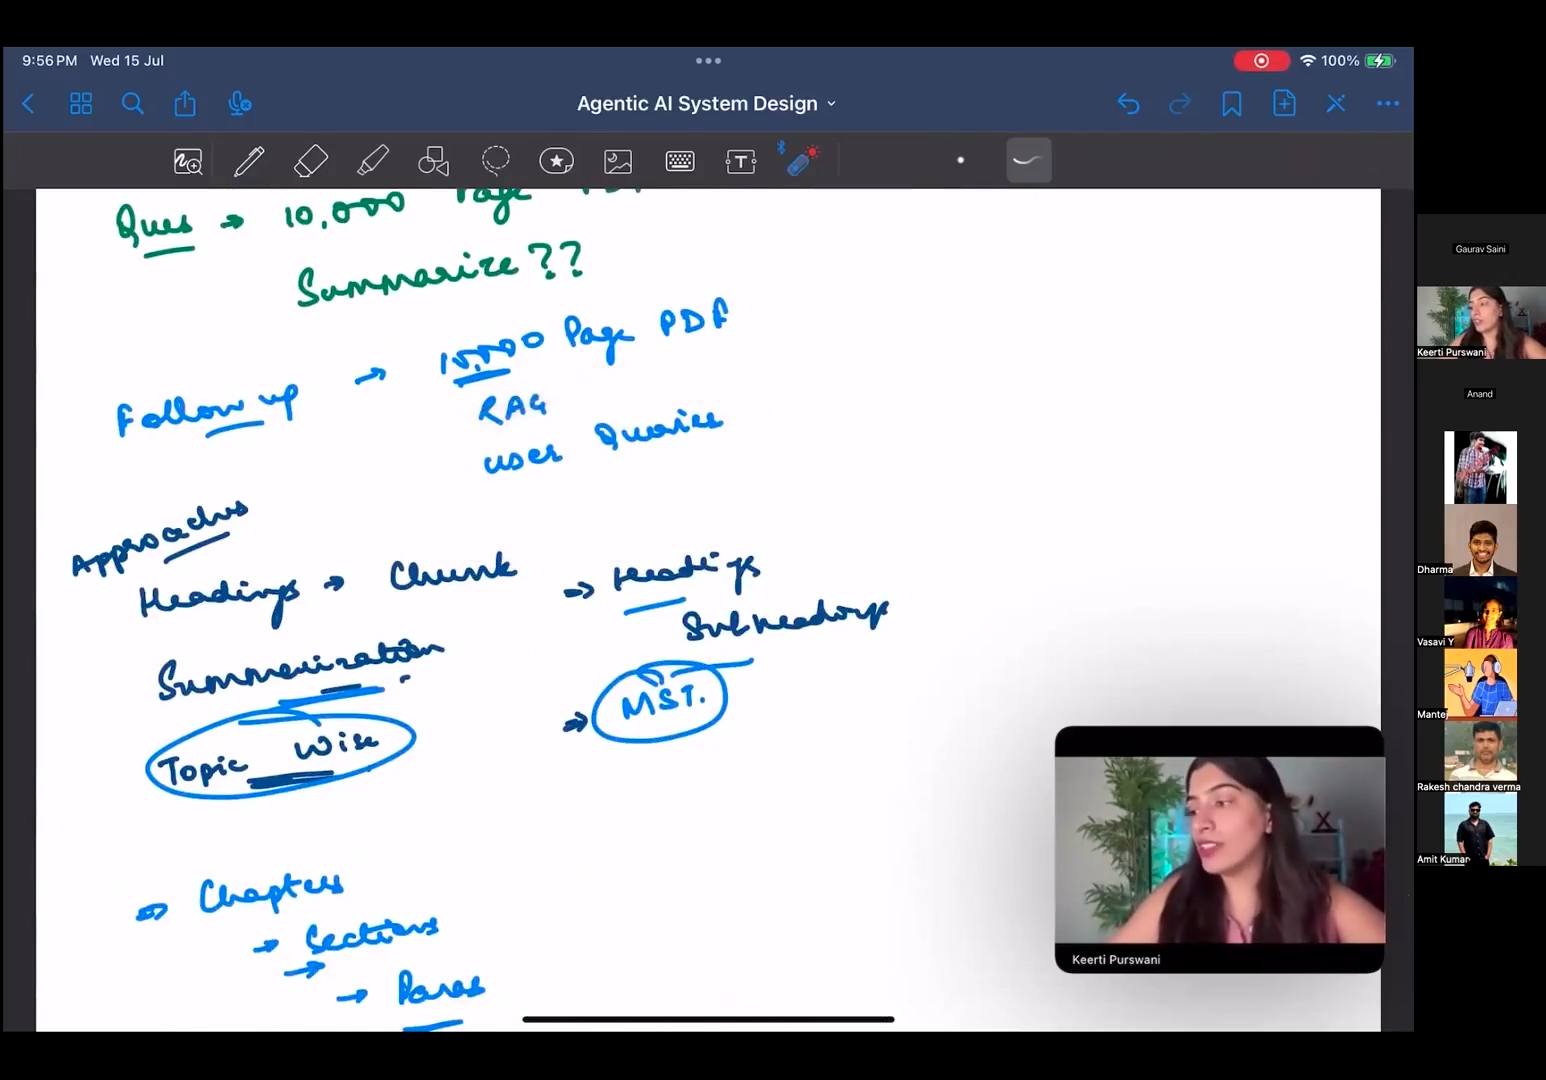 9:56 PM Wed 15 Jul
100%
Agentic AI System Design
Ques → 10,000 Page PDF
Summarize??
Follow up → 10,000 Page PDF
RAG
user Queries
Approaches
Headings → Chunk ⇒ Headings
Subheadings
Summarization
⇒ MST.
Topic Wise
⇒ Chapters
→ Sections
→
→ Paras
Keerti Purswani
Gaurav Saini
Keerti Purswani
Anand
Dharma
Vasavi Y
Mantej
Rakesh chandra verma
Amit Kumar